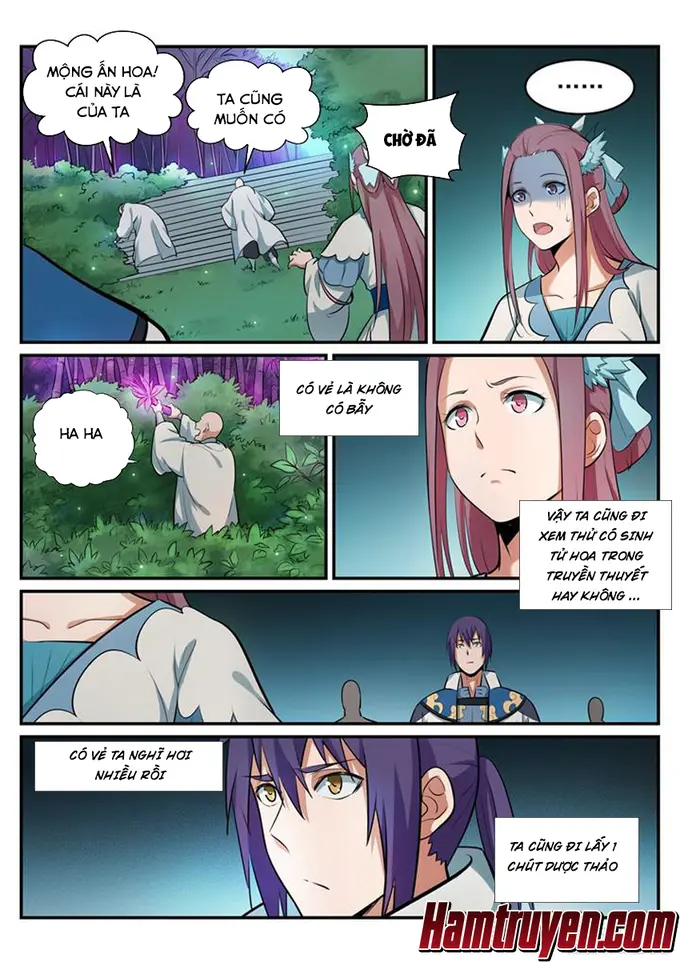 MỘNG ẤN HOA!
CÁI NÀY LÀ
CỦA TA
TA CŨNG
MUỐN CÓ
CHỜ ĐÃ
......
HA HA
CÓ VẺ LÀ KHÔNG
CÓ BẪY
VẬY TA CŨNG ĐI
XEM THỬ CÓ SINH
TỬ HOA TRONG
TRUYỀN THUYẾT
HAY KHÔNG ...
CÓ VẺ TA NGHĨ HƠI
NHIỀU RỒI
TA CŨNG ĐI LẤY 1
CHÚT DƯỢC THẢO
Hamtruyen.com